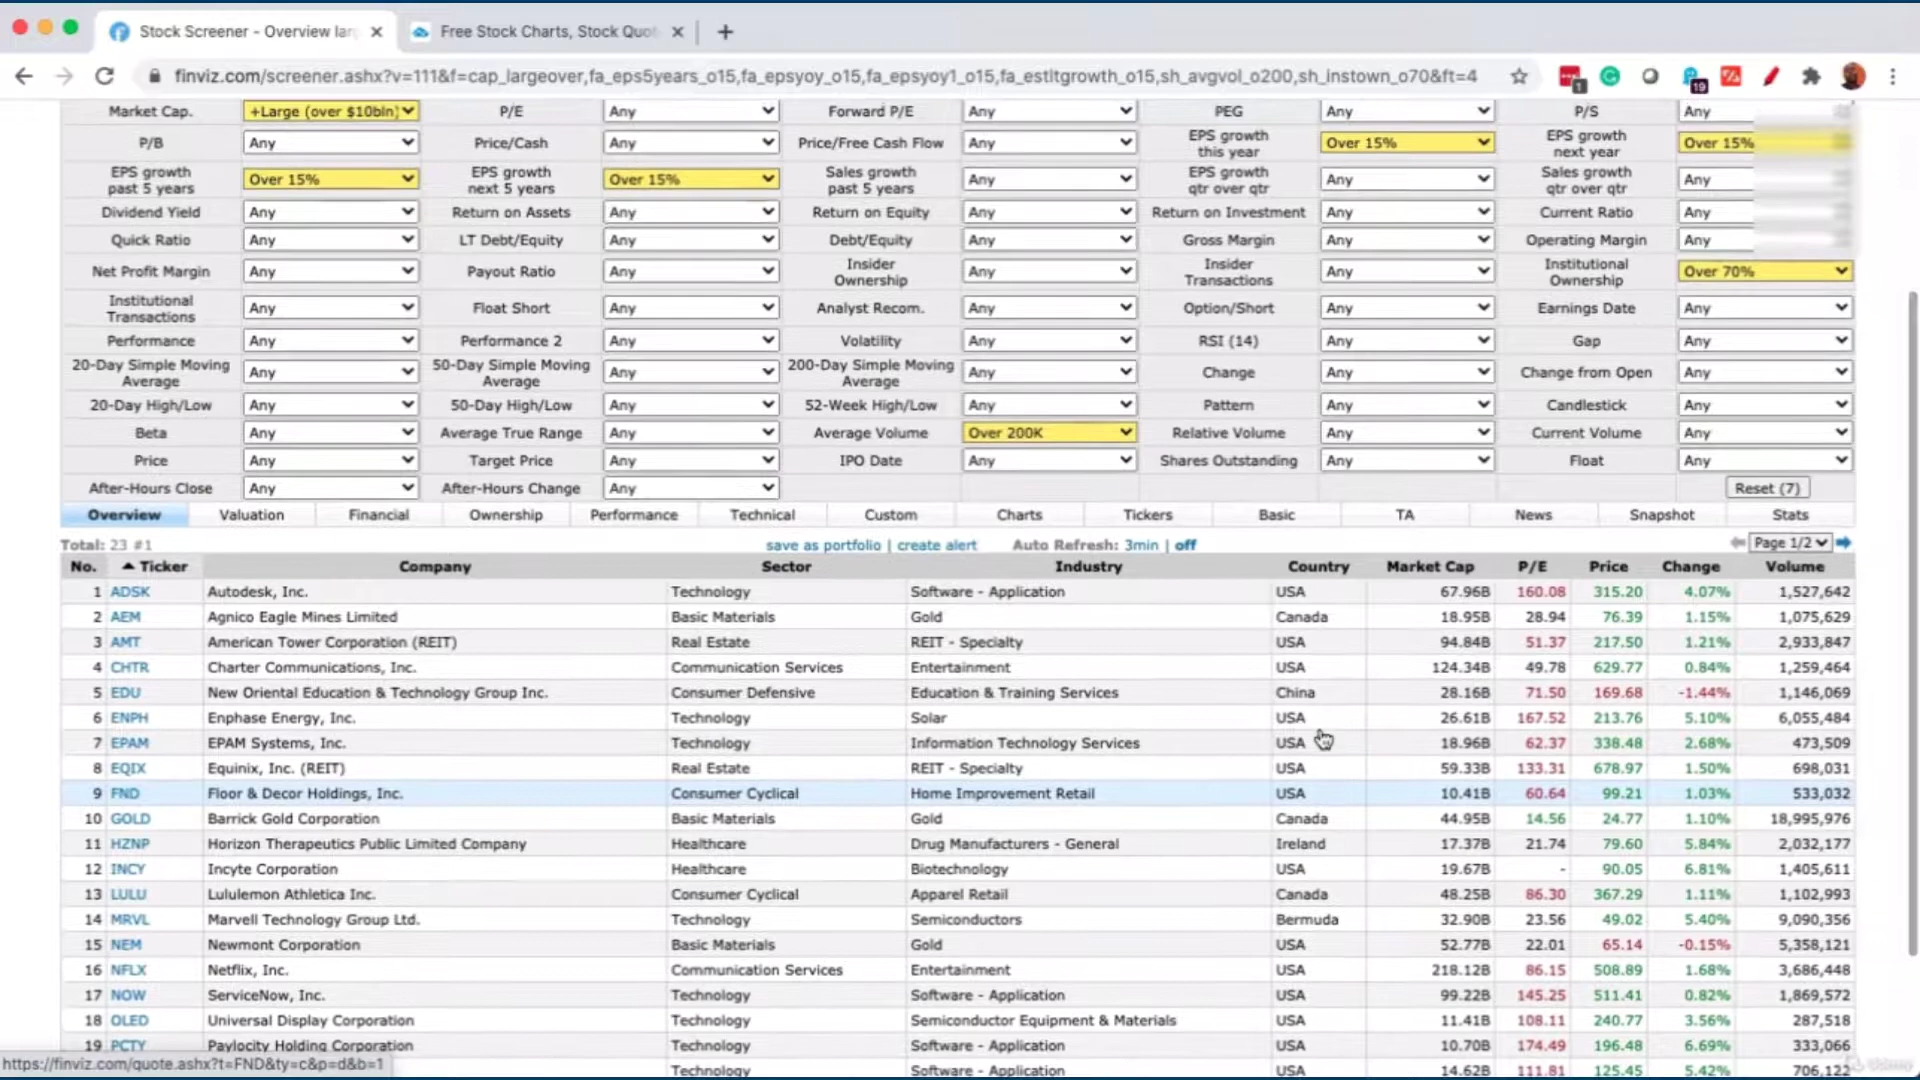 Stock Screener - Overview lar
Free Stock Charts, Stock Quot
finviz.com/screener.ashx?v=111&f=cap_largeover,fa_eps5years_o15,fa_epsyoy_o15,fa_epsyoy1_o15,fa_estltgrowth_o15,sh_avgvol_o200,sh_instown_o70&ft=4
1
19
Market Cap. +Large (over $10bln) P/E Any Forward P/E Any PEG Any P/S Any
P/B Any Price/Cash Any Price/Free Cash Flow Any EPS growth this year Over 15% EPS growth next year Over 15%
EPS growth past 5 years Over 15% EPS growth next 5 years Over 15% Sales growth past 5 years Any EPS growth qtr over qtr Any Sales growth qtr over qtr Any
Dividend Yield Any Return on Assets Any Return on Equity Any Return on Investment Any Current Ratio Any
Quick Ratio Any LT Debt/Equity Any Debt/Equity Any Gross Margin Any Operating Margin Any
Net Profit Margin Any Payout Ratio Any Insider Ownership Any Insider Transactions Any Institutional Ownership Over 70%
Institutional Transactions Any Float Short Any Analyst Recom. Any Option/Short Any Earnings Date Any
Performance Any Performance 2 Any Volatility Any RSI (14) Any Gap Any
20-Day Simple Moving Average Any 50-Day Simple Moving Average Any 200-Day Simple Moving Average Any Change Any Change from Open Any
20-Day High/Low Any 50-Day High/Low Any 52-Week High/Low Any Pattern Any Candlestick Any
Beta Any Average True Range Any Average Volume Over 200K Relative Volume Any Current Volume Any
Price Any Target Price Any IPO Date Any Shares Outstanding Any Float Any
After-Hours Close Any After-Hours Change Any Reset (7)
Overview Valuation Financial Ownership Performance Technical Custom Charts Tickers Basic TA News Snapshot Stats
Total: 23 #1 save as portfolio | create alert Auto Refresh: 3min | off Page 1/2
No. Ticker Company Sector Industry Country Market Cap P/E Price Change Volume
1 ADSK Autodesk, Inc. Technology Software - Application USA 67.96B 160.08 315.20 4.07% 1,527,642
2 AEM Agnico Eagle Mines Limited Basic Materials Gold Canada 18.95B 28.94 76.39 1.15% 1,075,629
3 AMT American Tower Corporation (REIT) Real Estate REIT - Specialty USA 94.84B 51.37 217.50 1.21% 2,933,847
4 CHTR Charter Communications, Inc. Communication Services Entertainment USA 124.34B 49.78 629.77 0.84% 1,259,464
5 EDU New Oriental Education & Technology Group Inc. Consumer Defensive Education & Training Services China 28.16B 71.50 169.68 -1.44% 1,146,069
6 ENPH Enphase Energy, Inc. Technology Solar USA 26.61B 167.52 213.76 5.10% 6,055,484
7 EPAM EPAM Systems, Inc. Technology Information Technology Services USA 18.96B 62.37 338.48 2.68% 473,509
8 EQIX Equinix, Inc. (REIT) Real Estate REIT - Specialty USA 59.33B 133.31 678.97 1.50% 698,031
9 FND Floor & Decor Holdings, Inc. Consumer Cyclical Home Improvement Retail USA 10.41B 60.64 99.21 1.03% 533,032
10 GOLD Barrick Gold Corporation Basic Materials Gold Canada 44.95B 14.56 24.77 1.10% 18,995,976
11 HZNP Horizon Therapeutics Public Limited Company Healthcare Drug Manufacturers - General Ireland 17.37B 21.74 79.60 5.84% 2,032,177
12 INCY Incyte Corporation Healthcare Biotechnology USA 19.67B - 90.05 6.81% 1,405,611
13 LULU Lululemon Athletica Inc. Consumer Cyclical Apparel Retail Canada 48.25B 86.30 367.29 1.11% 1,102,993
14 MRVL Marvell Technology Group Ltd. Technology Semiconductors Bermuda 32.90B 23.56 49.02 5.40% 9,090,356
15 NEM Newmont Corporation Basic Materials Gold USA 52.77B 22.01 65.14 -0.15% 5,358,121
16 NFLX Netflix, Inc. Communication Services Entertainment USA 218.12B 86.15 508.89 1.68% 3,686,448
17 NOW ServiceNow, Inc. Technology Software - Application USA 99.22B 145.25 511.41 0.82% 1,869,572
18 OLED Universal Display Corporation Technology Semiconductor Equipment & Materials USA 11.41B 108.11 240.77 3.56% 287,518
19 PCTY Paylocity Holding Corporation Technology Software - Application USA 10.70B 174.49 196.48 6.69% 333,066
Technology Software - Application USA 14.62B 111.81 125.45 5.42% 706,122
https://finviz.com/quote.ashx?t=FND&ty=c&p=d&b=1